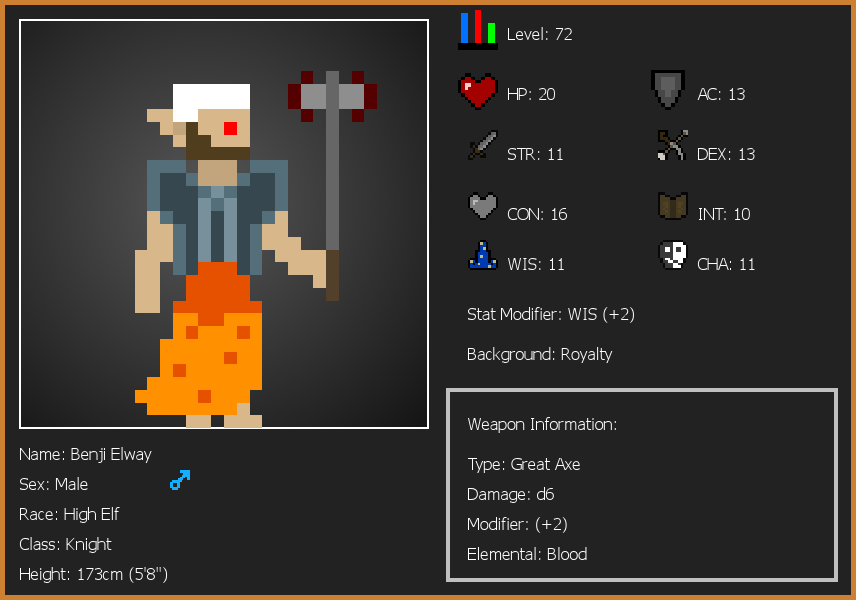 Level: 72
HP: 20
AC: 13
STR: 11
DEX: 13
CON: 16
INT: 10
WIS: 11
CHA: 11
Stat Modifier: WIS (+2)
Background: Royalty
Weapon Information:
Type: Great Axe
Damage: d6
Modifier: (+2)
Elemental: Blood
Name: Benji Elway
Sex: Male
Race: High Elf
Class: Knight
Height: 173cm (5'8")